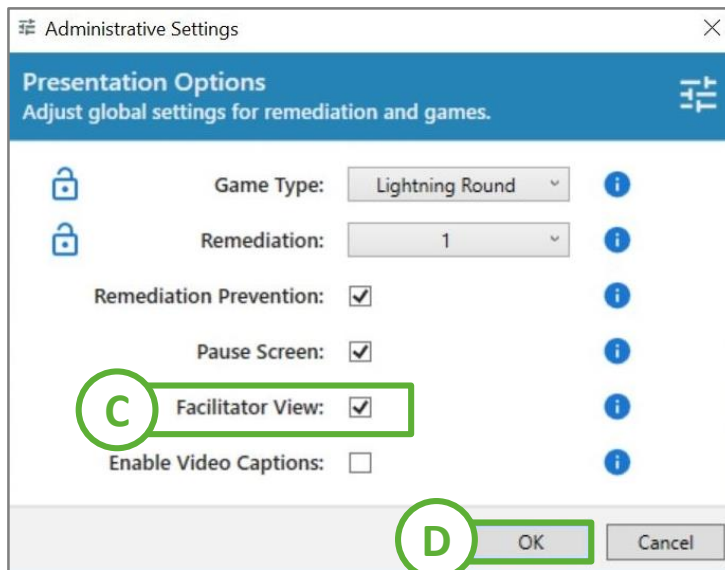 Administrative Settings
Presentation Options
Adjust global settings for remediation and games.
Game Type: Lightning Round
Remediation: 1
Remediation Prevention:
Pause Screen:
C Facilitator View:
Enable Video Captions:
D OK Cancel